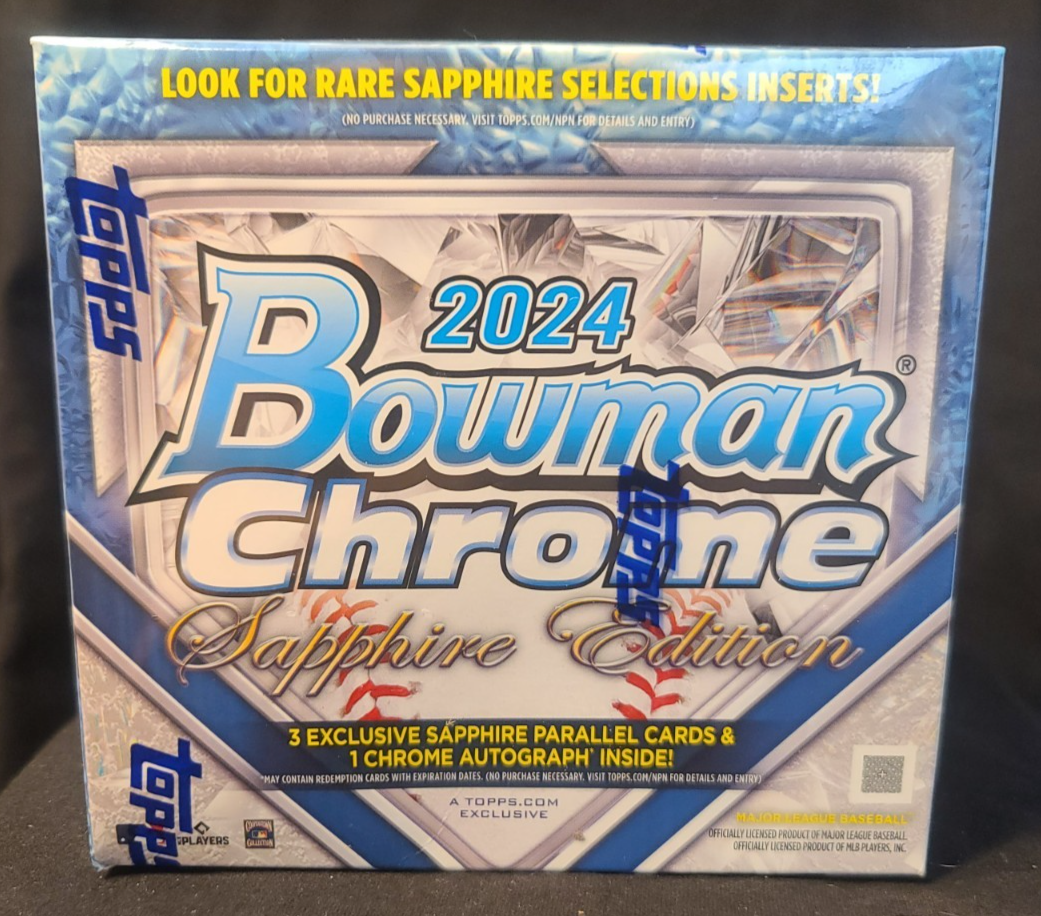 LOOK FOR RARE SAPPHIRE SELECTIONS INSERTS!
(NO PURCHASE NECESSARY. VISIT TOPPS.COM/NPN FOR DETAILS AND ENTRY)
Topps
2024
Bowman®
Chrome
Topps
Sapphire Edition
3 EXCLUSIVE SAPPHIRE PARALLEL CARDS &
1 CHROME AUTOGRAPH* INSIDE!
*MAY CONTAIN REDEMPTION CARDS WITH EXPIRATION DATES. (NO PURCHASE NECESSARY. VISIT TOPPS.COM/NPN FOR DETAILS AND ENTRY)
A TOPPS.COM
EXCLUSIVE
Topps
PLAYERS
MAJOR LEAGUE BASEBALL
OFFICIALLY LICENSED PRODUCT OF MAJOR LEAGUE BASEBALL.
OFFICIALLY LICENSED PRODUCT OF MLB PLAYERS, INC.